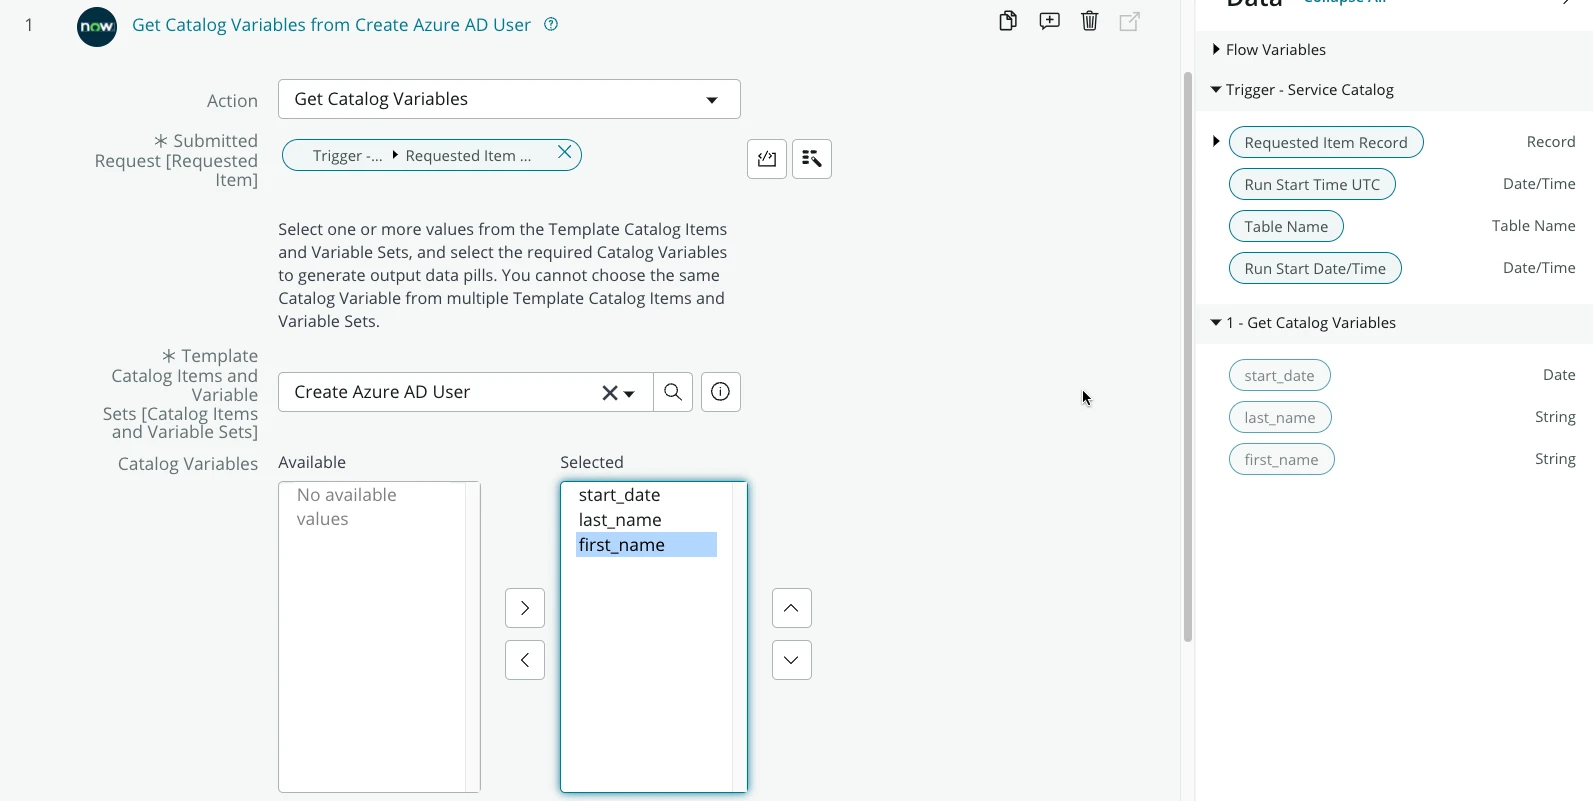 1
now
Get Catalog Variables from Create Azure AD User
Action
Get Catalog Variables
Submitted
Request [Requested
Item]
Trigger -... Requested Item ...
Select one or more values from the Template Catalog Items
and Variable Sets, and select the required Catalog Variables
to generate output data pills. You cannot choose the same
Catalog Variable from multiple Template Catalog Items and
Variable Sets.
Template
Catalog Items and
Variable
Sets [Catalog Items
and Variable Sets]
Create Azure AD User
Catalog Variables
Available
No available
values
Selected
start_date
last_name
first_name
Data Collapse All
Flow Variables
Trigger - Service Catalog
Requested Item Record Record
Run Start Time UTC Date/Time
Table Name Table Name
Run Start Date/Time Date/Time
1 - Get Catalog Variables
start_date Date
last_name String
first_name String